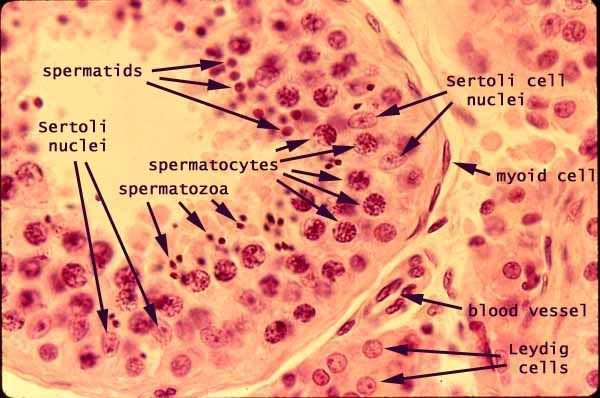 spermatids
Sertoli cell
nuclei
Sertoli
nuclei
spermatocytes
myoid cell
spermatozoa
blood vessel
Leydig
cells